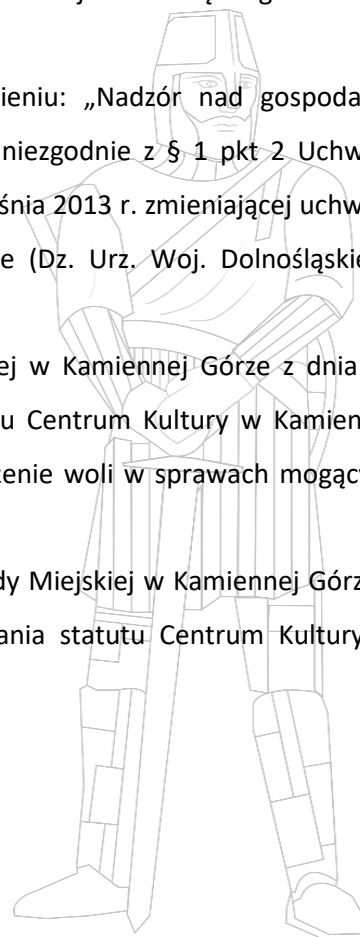 ieniu: „Nadzór nad gospoda
niezgodnie z § 1 pkt 2 Uchw
śnia 2013 r. zmieniającej uchw
e (Dz. Urz. Woj. Dolnośląskie
ej w Kamiennej Górze z dnia
u Centrum Kultury w Kamien
zenie woli w sprawach mogący
dy Miejskiej w Kamiennej Górz
ania statutu Centrum Kultury